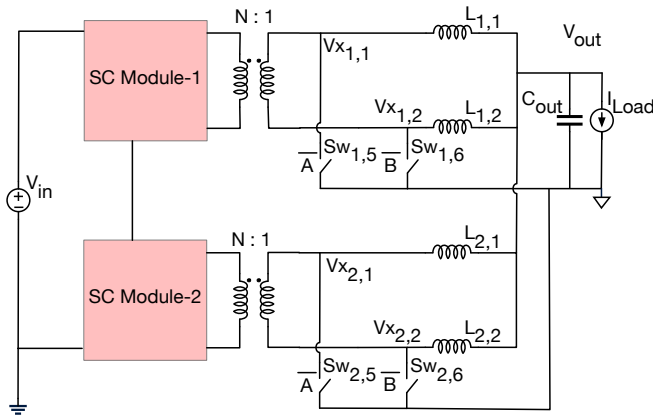 N : 1
L1,1
Vout
SC Module-1
Vx1,1
Vx1,2
L1,2
Cout
ILoad
A
Sw1,5
B
Sw1,6
Vin
N : 1
L2,1
SC Module-2
Vx2,1
Vx2,2
L2,2
A
Sw2,5
B
Sw2,6